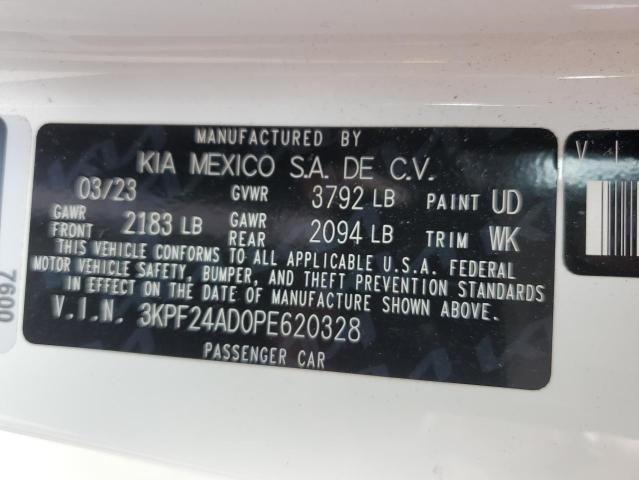 MANUFACTURED BY
KIA MEXICO S.A. DE C.V.
03/23 GVWR 3792 LB PAINT UD
GAWR FRONT 2183 LB GAWR REAR 2094 LB TRIM WK
THIS VEHICLE CONFORMS TO ALL APPLICABLE U.S.A. FEDERAL
MOTOR VEHICLE SAFETY, BUMPER, AND THEFT PREVENTION STANDARDS
IN EFFECT ON THE DATE OF MANUFACTURE SHOWN ABOVE.
V.I.N. 3KPF24AD0PE620328
PASSENGER CAR
V I
7600